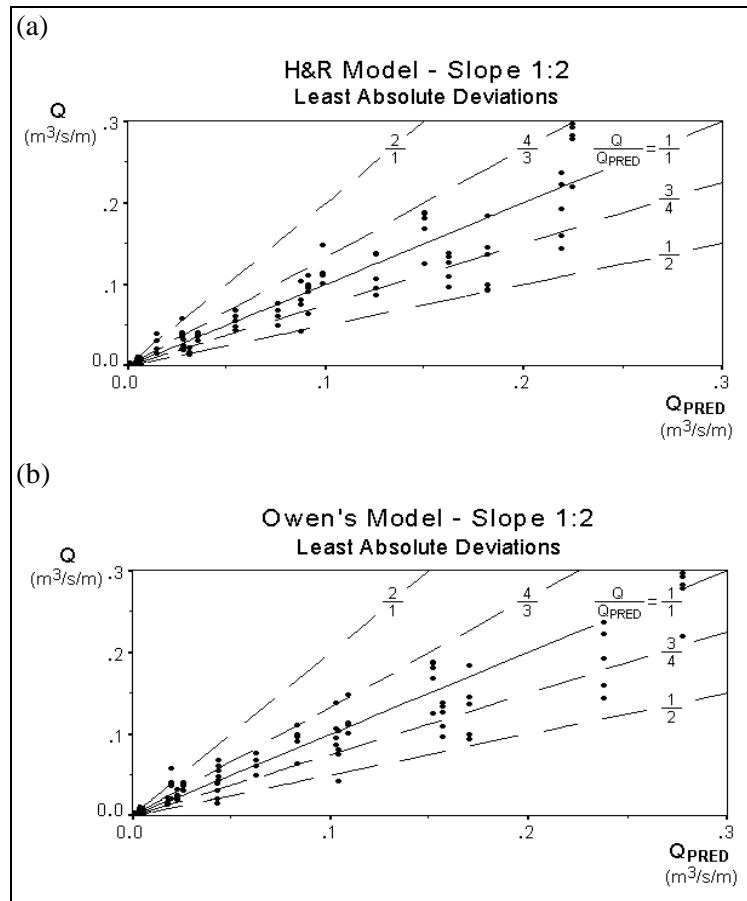 (a)
H&R Model - Slope 1:2
Least Absolute Deviations
Q
(m³/s/m)
.3
.2
.1
0.0
2/1
4/3
Q/QPRED = 1/1
3/4
1/2
0.0 .1 .2 .3
QPRED
(m³/s/m)
(b)
Owen's Model - Slope 1:2
Least Absolute Deviations
Q
(m³/s/m)
.3
.2
.1
0.0
2/1
4/3
Q/QPRED = 1/1
3/4
1/2
0.0 .1 .2 .3
QPRED
(m³/s/m)